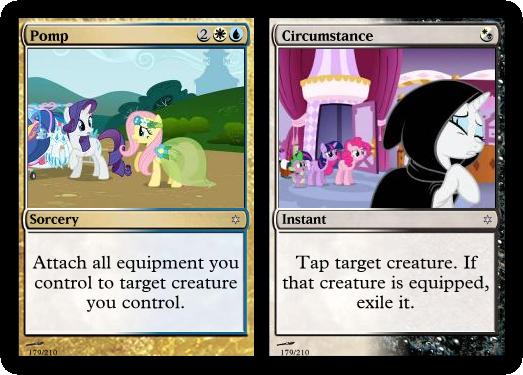 Pomp
2
Sorcery
Attach all equipment you
control to target creature
you control.
179/210
Circumstance
Instant
Tap target creature. If
that creature is equipped,
exile it.
179/210